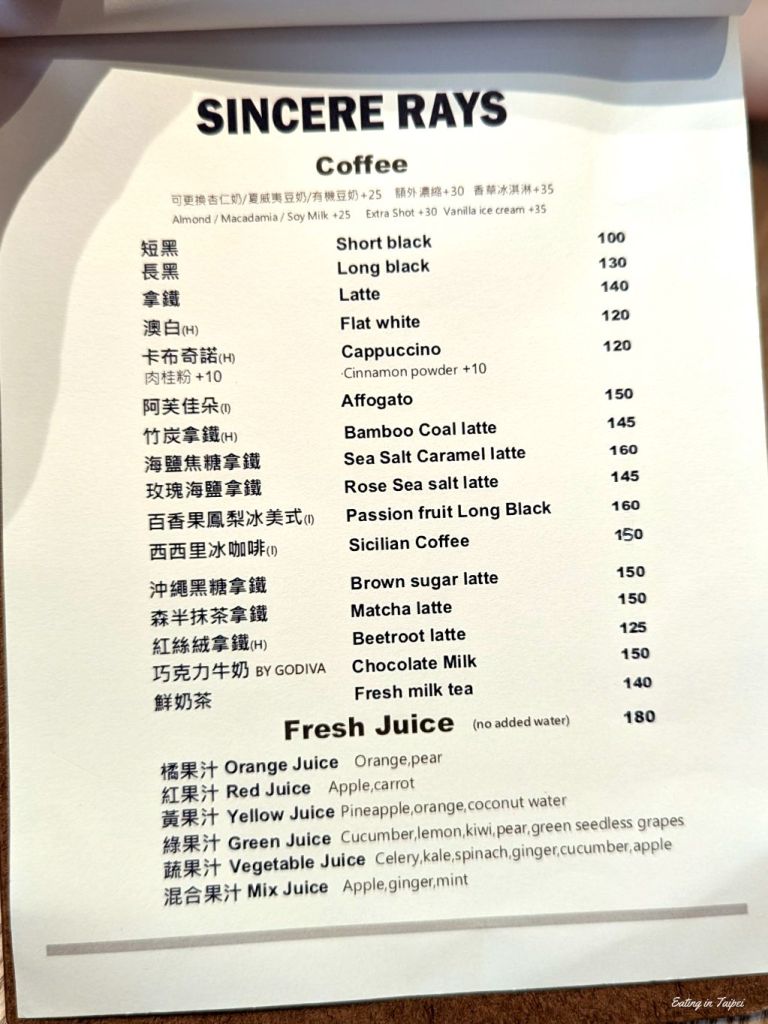 SINCERE RAYS
Coffee
可更換杏仁奶/夏威夷豆奶/有機豆奶+25 額外濃縮+30 香草冰淇淋+35
Almond / Macadamia / Soy Milk +25 Extra Shot +30 Vanilla ice cream +35
短黑 Short black 100
長黑 Long black 130
拿鐵 Latte 140
澳白(H) Flat white 120
卡布奇諾(H) Cappuccino 120
肉桂粉 +10 ·Cinnamon powder +10
阿芙佳朵(I) Affogato 150
竹炭拿鐵(H) Bamboo Coal latte 145
海鹽焦糖拿鐵 Sea Salt Caramel latte 160
玫瑰海鹽拿鐵 Rose Sea salt latte 145
百香果鳳梨冰美式(I) Passion fruit Long Black 160
西西里冰咖啡(I) Sicilian Coffee 150
沖繩黑糖拿鐵 Brown sugar latte 150
森半抹茶拿鐵 Matcha latte 150
紅絲絨拿鐵(H) Beetroot latte 125
巧克力牛奶 BY GODIVA Chocolate Milk 150
鮮奶茶 Fresh milk tea 140
Fresh Juice (no added water) 180
橘果汁 Orange Juice Orange,pear
紅果汁 Red Juice Apple,carrot
黃果汁 Yellow Juice Pineapple,orange,coconut water
綠果汁 Green Juice Cucumber,lemon,kiwi,pear,green seedless grapes
蔬果汁 Vegetable Juice Celery,kale,spinach,ginger,cucumber,apple
混合果汁 Mix Juice Apple,ginger,mint
Eating in Taipei